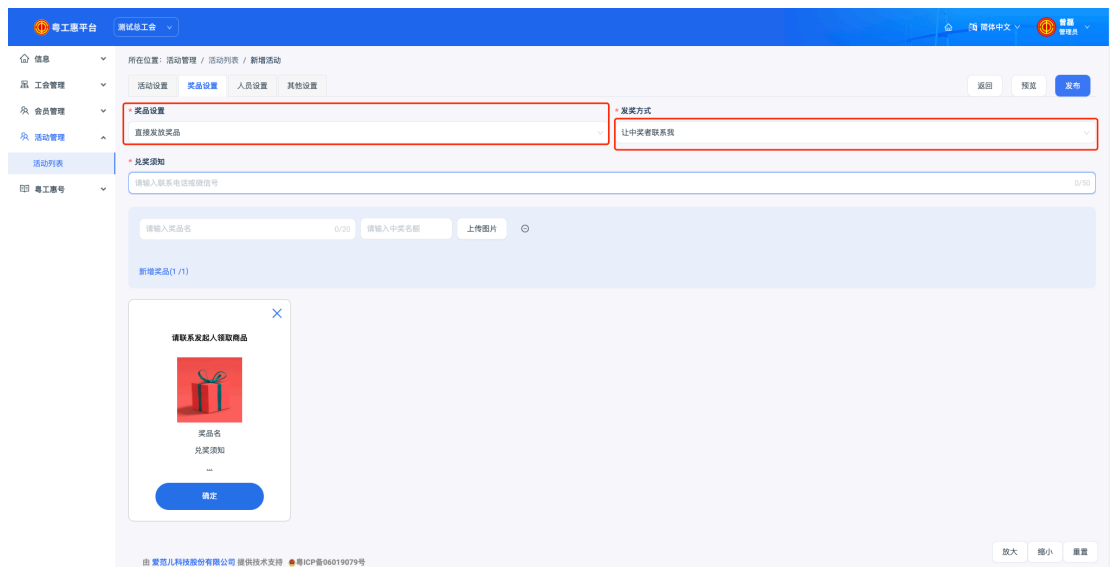 粤工惠平台 测试总工会 简体中文 曾磊
管理员
信息
工会管理
会员管理
活动管理
活动列表
粤工惠号
所在位置：活动管理 / 活动列表 / 新增活动
活动设置 奖品设置 人员设置 其他设置 返回 预览 发布
* 奖品设置 * 发奖方式
直接发放奖品 让中奖者联系我
* 兑奖须知
请输入联系电话或微信号 0/50
请输入奖品名 0/20 请输入中奖名额 上传图片
新增奖品(1 /1)
请联系发起人领取商品
奖品名
兑奖须知
...
确定
放大 缩小 重置
由 爱范儿科技股份有限公司 提供技术支持 粤ICP备06019079号